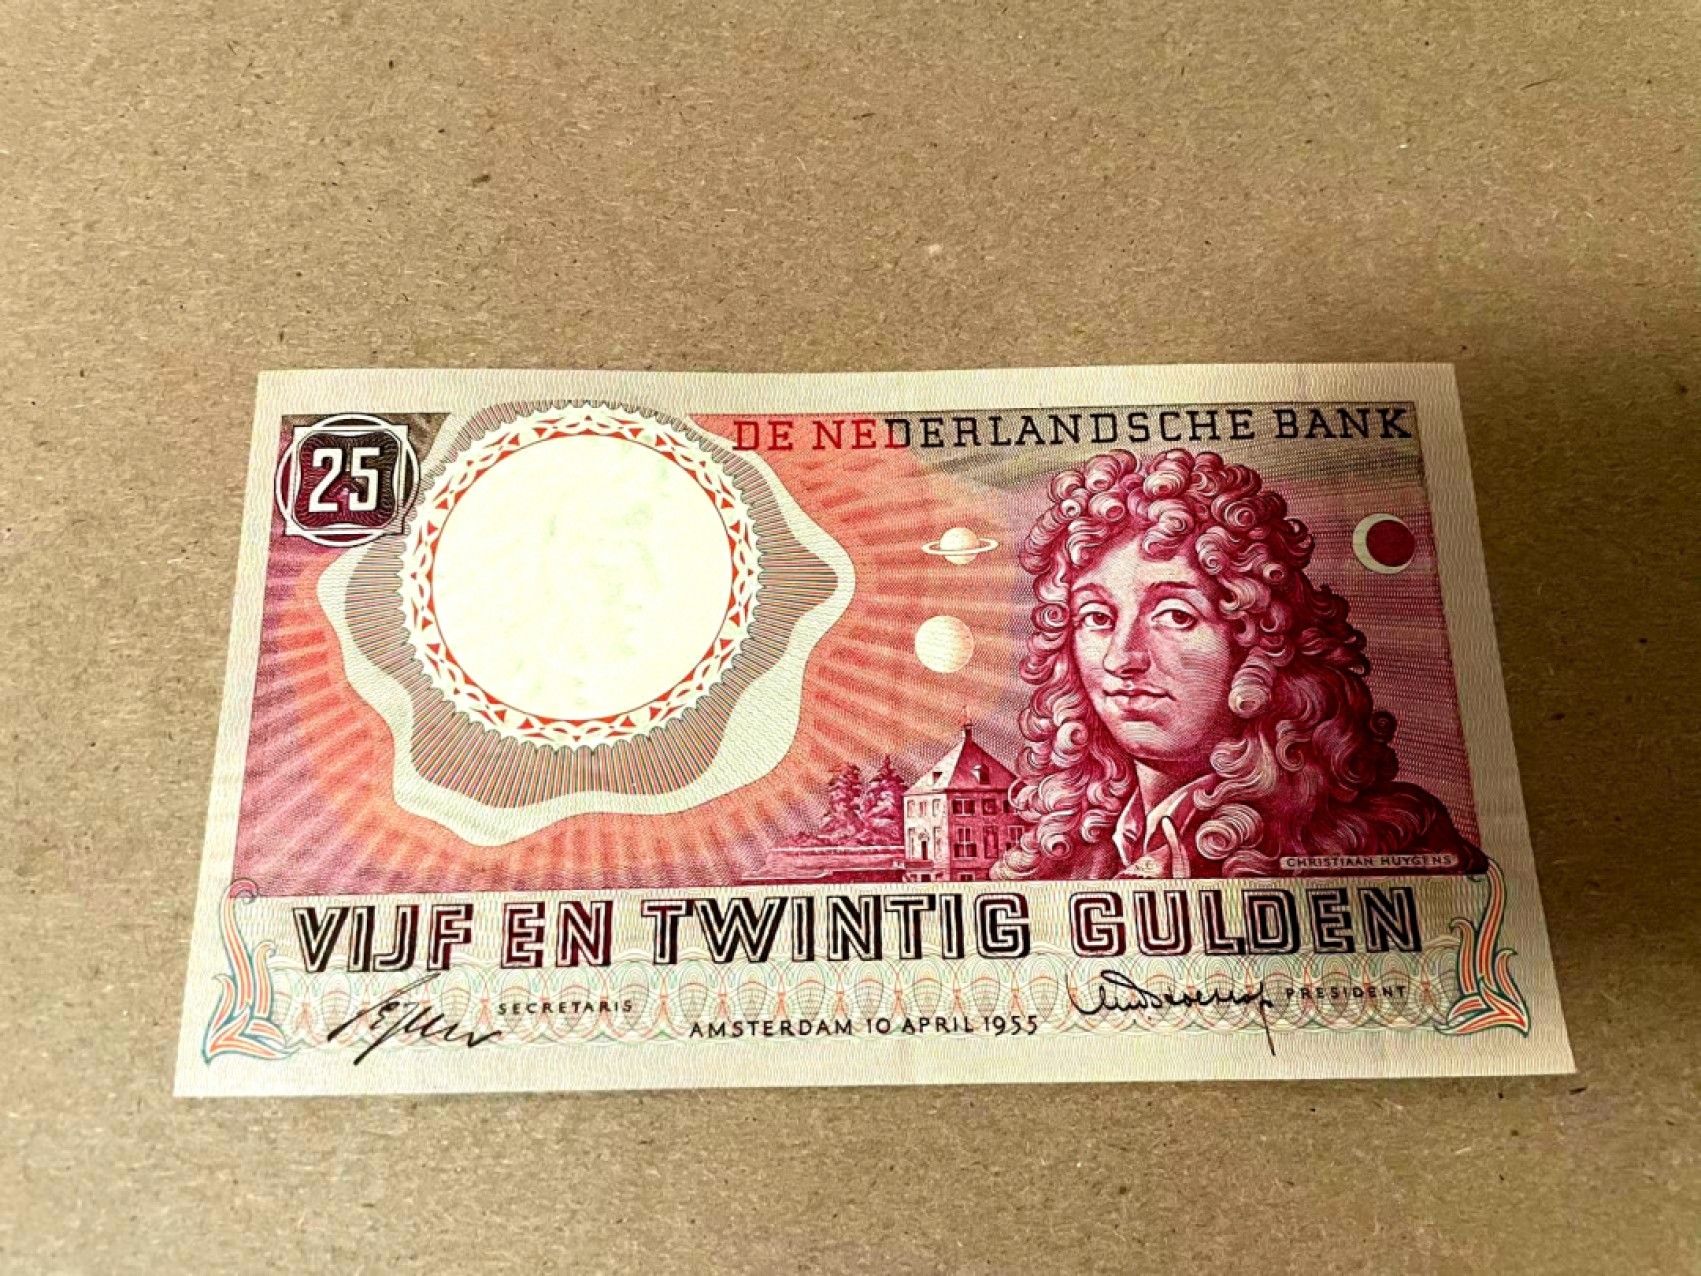 25
DE NEDERLANDSCHE BANK
CHRISTIAAN HUYGENS
VIJF EN TWINTIG GULDEN
SECRETARIS
PRESIDENT
AMSTERDAM 10 APRIL 1955